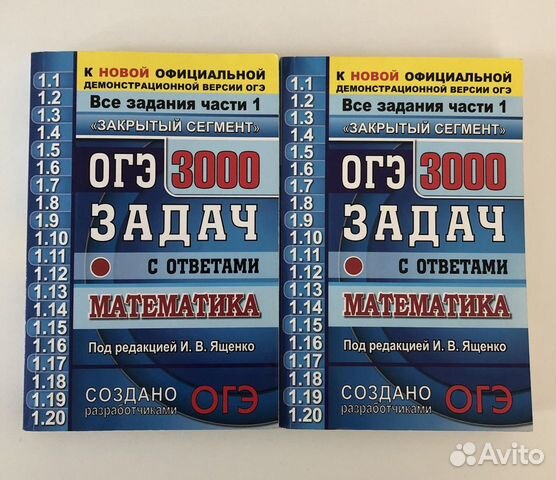 1.1
1.2
1.3
1.4
1.5
1.6
1.7
1.8
1.9
1.10
1.11
1.12
1.13
1.14
1.15
1.16
1.17
1.18
1.19
1.20
К НОВОЙ ОФИЦИАЛЬНОЙ
ДЕМОНСТРАЦИОННОЙ ВЕРСИИ ОГЭ
Все задания части 1
«ЗАКРЫТЫЙ СЕГМЕНТ»
ОГЭ 3000
ЗАДАЧ
С ОТВЕТАМИ
МАТЕМАТИКА
Под редакцией И. В. Ященко
СОЗДАНО
разработчиками ОГЭ
1.1
1.2
1.3
1.4
1.5
1.6
1.7
1.8
1.9
1.10
1.11
1.12
1.13
1.14
1.15
1.16
1.17
1.18
1.19
1.20
К НОВОЙ ОФИЦИАЛЬНОЙ
ДЕМОНСТРАЦИОННОЙ ВЕРСИИ ОГЭ
Все задания части 1
«ЗАКРЫТЫЙ СЕГМЕНТ»
ОГЭ 3000
ЗАДАЧ
С ОТВЕТАМИ
МАТЕМАТИКА
Под редакцией И. В. Ященко
СОЗДАНО
разработчиками ОГЭ
Avito